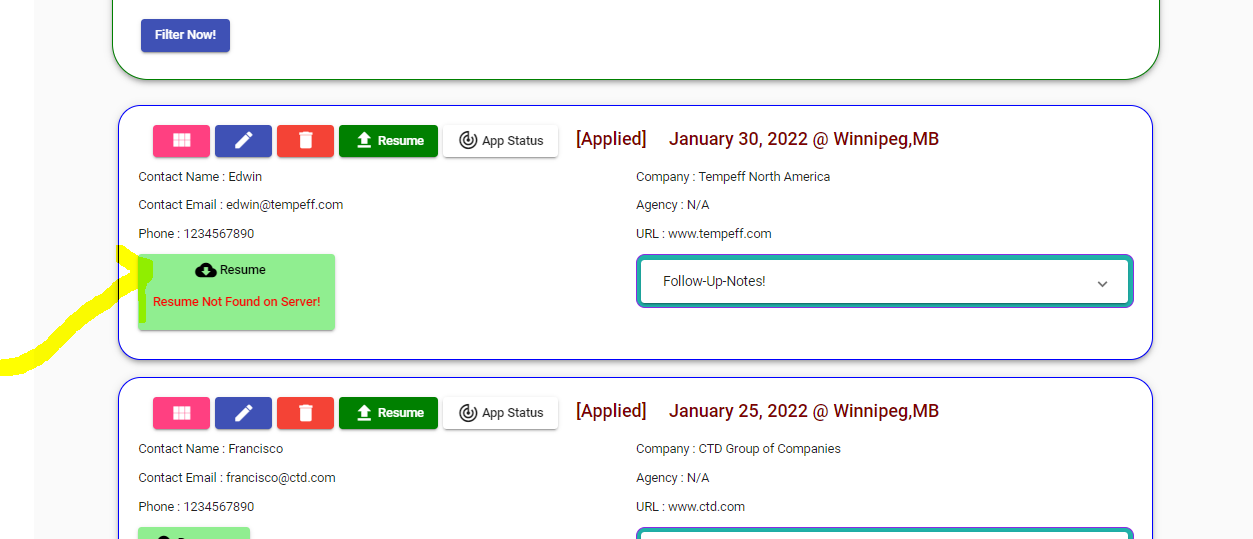 Filter Now!
Resume App Status [Applied] January 30, 2022 @ Winnipeg,MB
Contact Name : Edwin
Company : Tempeff North America
Contact Email : edwin@tempeff.com
Agency : N/A
Phone : 1234567890
URL : www.tempeff.com
Resume
Resume Not Found on Server!
Follow-Up-Notes!
Resume App Status [Applied] January 25, 2022 @ Winnipeg,MB
Contact Name : Francisco
Company : CTD Group of Companies
Contact Email : francisco@ctd.com
Agency : N/A
Phone : 1234567890
URL : www.ctd.com